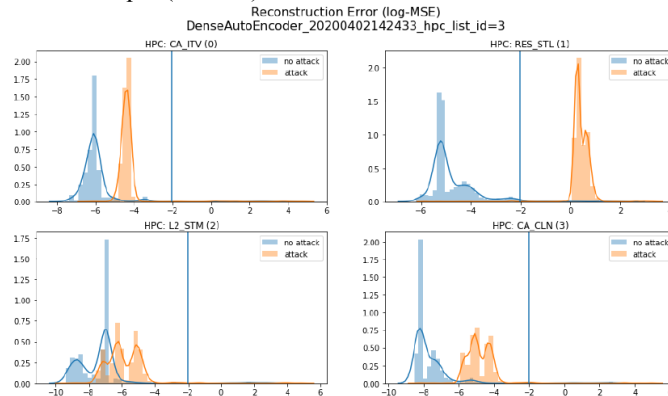 Reconstruction Error (log-MSE)
DenseAutoEncoder_20200402142433_hpc_list_id=3
HPC: CA_ITV (0)
no attack
attack
2.00
1.75
1.50
1.25
1.00
0.75
0.50
0.25
0.00
−8 −6 −4 −2 0 2 4 6
HPC: RES_STL (1)
no attack
attack
2.0
1.5
1.0
0.5
0.0
−6 −4 −2 0 2
HPC: L2_STM (2)
no attack
attack
1.75
1.50
1.25
1.00
0.75
0.50
0.25
0.00
−10 −8 −6 −4 −2 0 2 4 6
HPC: CA_CLN (3)
no attack
attack
2.00
1.75
1.50
1.25
1.00
0.75
0.50
0.25
0.00
−10 −8 −6 −4 −2 0 2 4